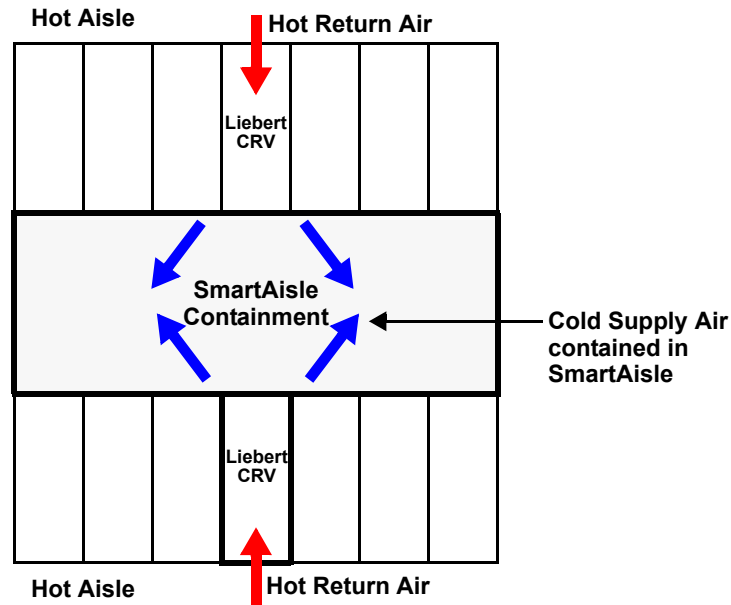 Hot Aisle
Hot Return Air
Liebert
CRV
SmartAisle
Containment
Cold Supply Air
contained in
SmartAisle
Liebert
CRV
Hot Aisle
Hot Return Air